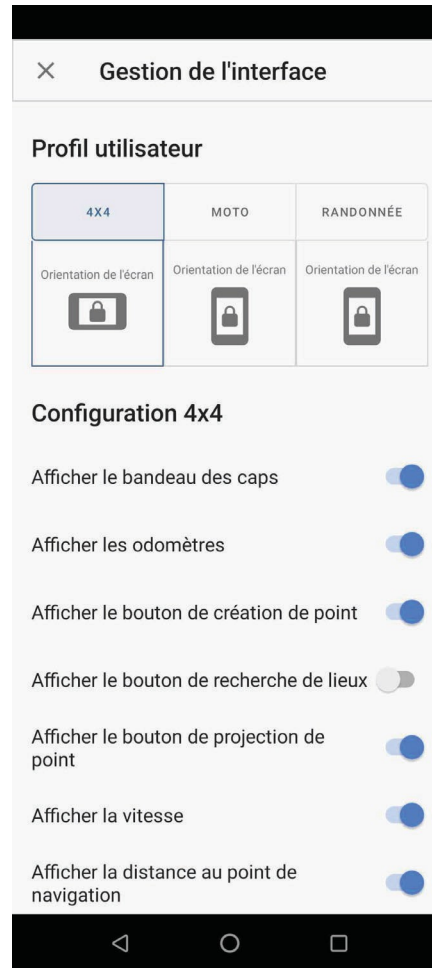 Gestion de l'interface
Profil utilisateur
4X4 MOTO RANDONNÉE
Orientation de l'écran Orientation de l'écran Orientation de l'écran
Configuration 4x4
Afficher le bandeau des caps
Afficher les odomètres
Afficher le bouton de création de point
Afficher le bouton de recherche de lieux
Afficher le bouton de projection de
point
Afficher la vitesse
Afficher la distance au point de
navigation